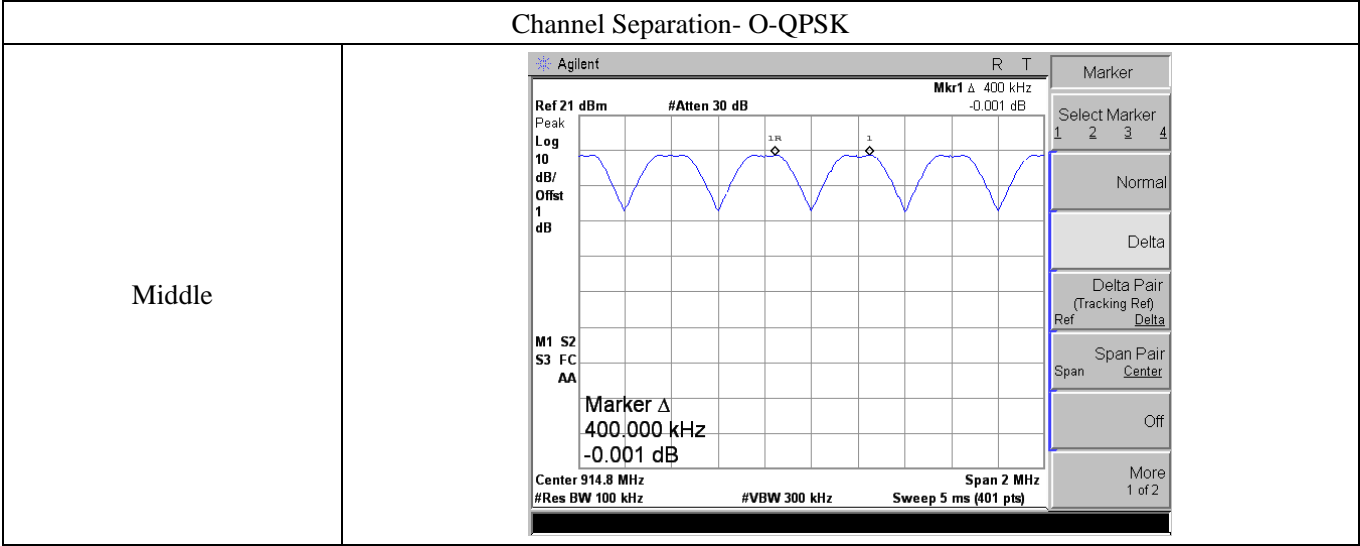 Channel Separation- O-QPSK
Middle
Agilent R T
Mkr1 Δ 400 kHz
Ref 21 dBm #Atten 30 dB -0.001 dB
Peak
Log
10
dB/
Offst
1
dB
1R 1
M1 S2
S3 FC
AA
Marker Δ
400.000 kHz
-0.001 dB
Center 914.8 MHz Span 2 MHz
#Res BW 100 kHz #VBW 300 kHz Sweep 5 ms (401 pts)
Marker
Select Marker
1 2 3 4
Normal
Delta
Delta Pair
(Tracking Ref)
Ref Delta
Span Pair
Span Center
Off
More
1 of 2